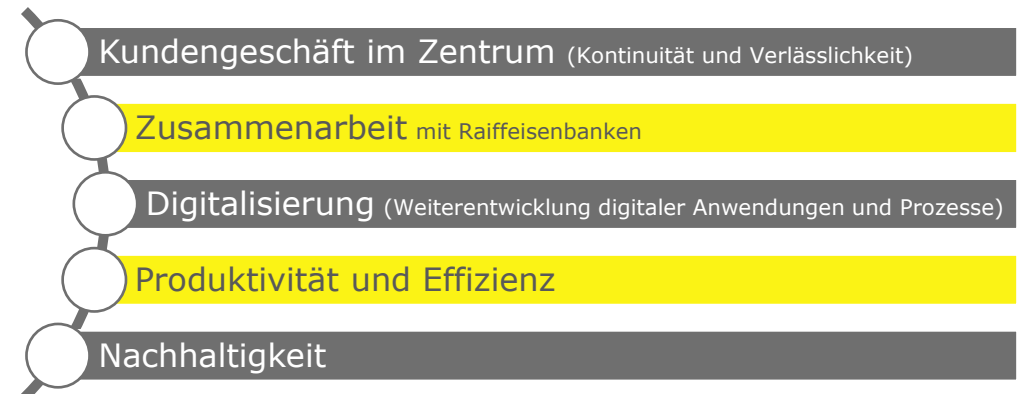 Kundengeschäft im Zentrum (Kontinuität und Verlässlichkeit)
Zusammenarbeit mit Raiffeisenbanken
Digitalisierung (Weiterentwicklung digitaler Anwendungen und Prozesse)
Produktivität und Effizienz
Nachhaltigkeit